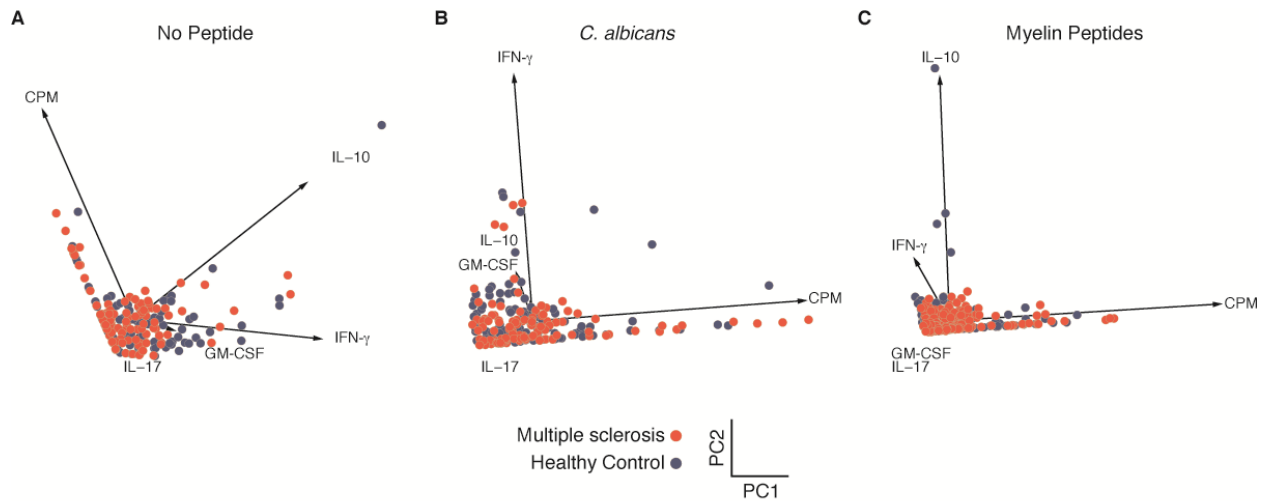 A
No Peptide
CPM
IL-10
IFN-γ
GM-CSF
IL-17
B
C. albicans
IFN-γ
IL-10
GM-CSF
CPM
IL-17
C
Myelin Peptides
IL-10
IFN-γ
CPM
GM-CSF
IL-17
Multiple sclerosis
Healthy Control
PC2
PC1